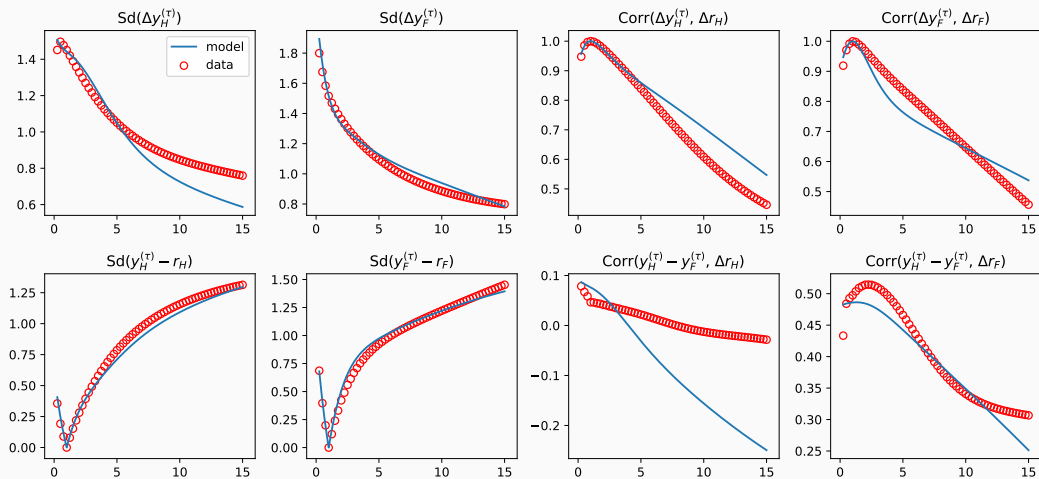 Sd(Δy_H^(τ))
Sd(Δy_F^(τ))
Corr(Δy_H^(τ), Δr_H)
Corr(Δy_F^(τ), Δr_F)
model
data
1.4
1.2
1.0
0.8
0.6
0 5 10 15
1.8
1.6
1.4
1.2
1.0
0.8
0 5 10 15
1.0
0.9
0.8
0.7
0.6
0.5
0 5 10 15
1.0
0.9
0.8
0.7
0.6
0.5
0 5 10 15
Sd(y_H^(τ) − r_H)
Sd(y_F^(τ) − r_F)
Corr(y_H^(τ) − y_F^(τ), Δr_H)
Corr(y_H^(τ) − y_F^(τ), Δr_F)
1.25
1.00
0.75
0.50
0.25
0.00
0 5 10 15
1.50
1.25
1.00
0.75
0.50
0.25
0.00
0 5 10 15
0.1
0.0
−0.1
−0.2
0 5 10 15
0.50
0.45
0.40
0.35
0.30
0.25
0 5 10 15